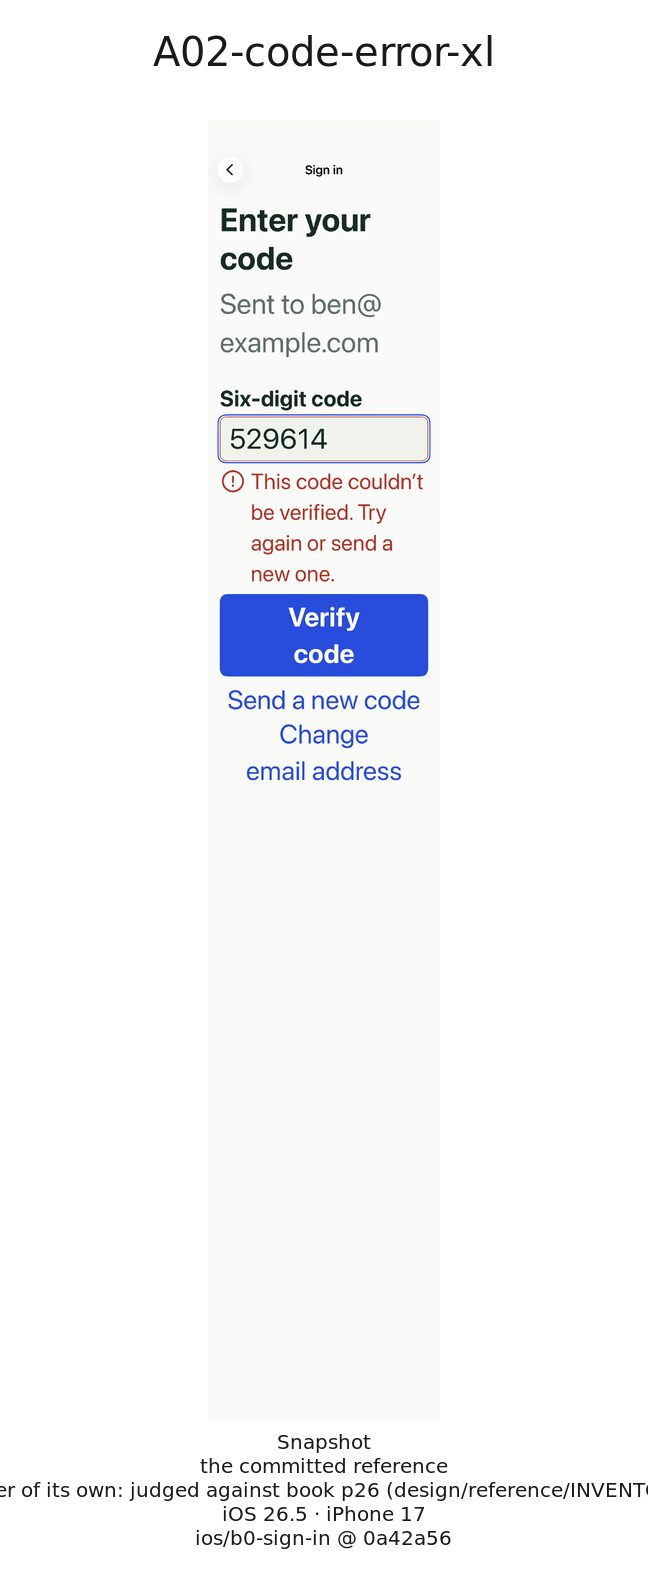 A02-code-error-xl
Sign in
Enter your
code
Sent to ben@
example.com
Six-digit code
529614
This code couldn’t
be verified. Try
again or send a
new one.
Verify
code
Send a new code
Change
email address
Snapshot
the committed reference
of its own: judged against book p26 (design/reference/
iOS 26.5 · iPhone 17
ios/b0-sign-in @ 0a42a56